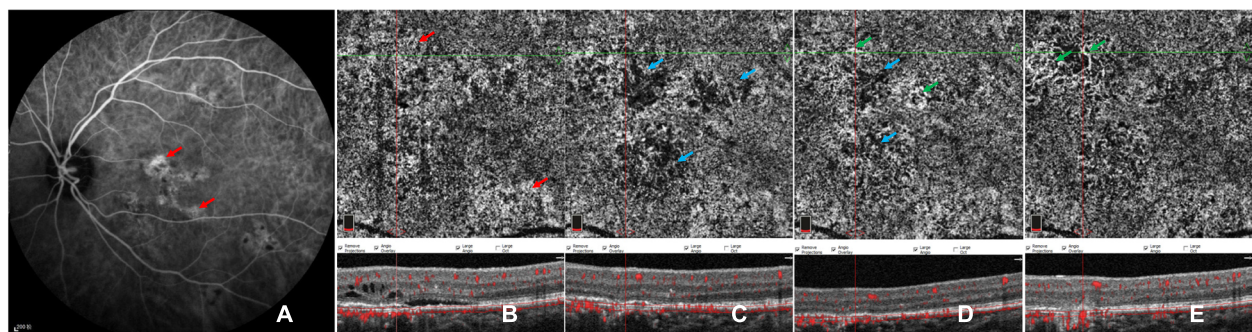 A
B
C
D
E
Remove Projections
Angio Overlay
Large Angio
Large Oct
Remove Projections
Angio Overlay
Large Angio
Large Oct
Remove Projections
Angio Overlay
Large Angio
Large Oct
Remove Projections
Angio Overlay
Large Angio
Large Oct